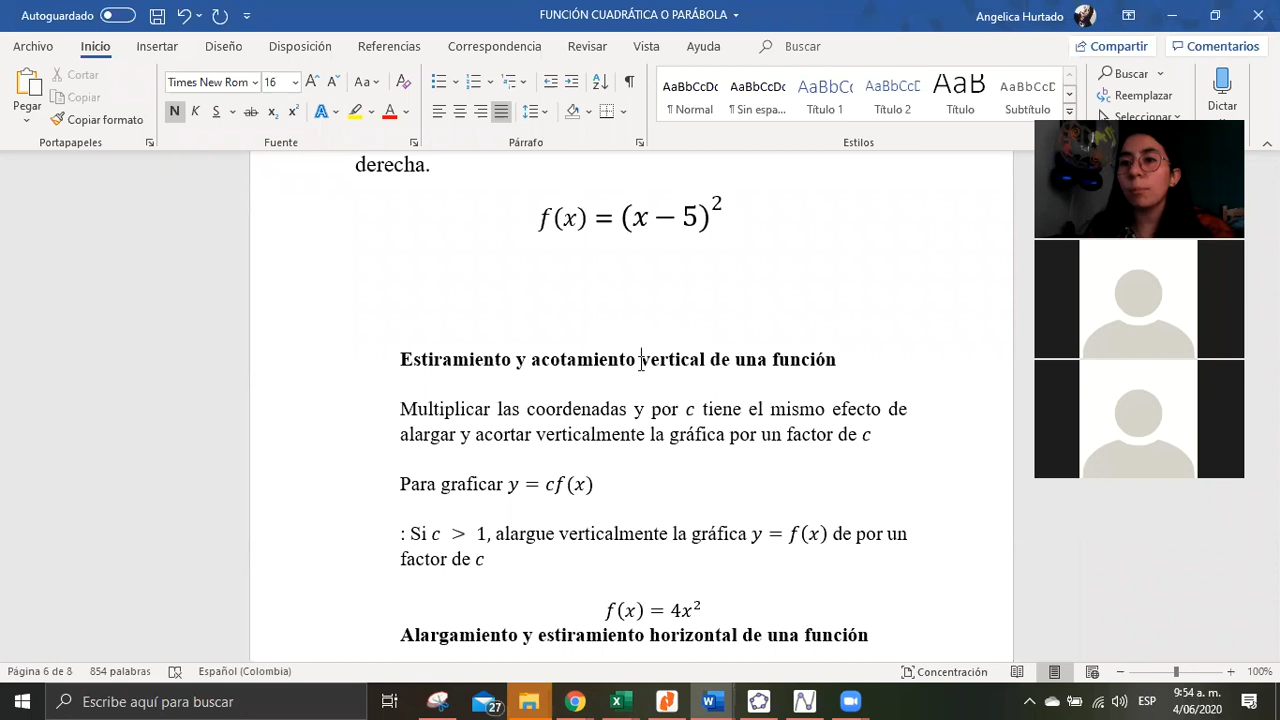 Autoguardado
FUNCIÓN CUADRÁTICA O PARÁBOLA
Angelica Hurtado
Archivo Inicio Insertar Diseño Disposición Referencias Correspondencia Revisar Vista Ayuda Buscar Compartir Comentarios
Pegar
Cortar
Copiar
Copiar formato
Portapapeles
Times New Rom 16
N K S ab x₂ x²
Fuente
Párrafo
AaBbCcDc AaBbCcDc AaBbCc AaBbCcD AaB AaBbCcD
¶ Normal ¶ Sin espa... Título 1 Título 2 Título Subtítulo
Estilos
Buscar
Reemplazar
Seleccionar
Dictar
derecha.
f(x) = (x − 5)²
Estiramiento y acotamiento vertical de una función
Multiplicar las coordenadas y por c tiene el mismo efecto de
alargar y acortar verticalmente la gráfica por un factor de c
Para graficar y = cf(x)
: Si c > 1, alargue verticalmente la gráfica y = f(x) de por un
factor de c
f(x) = 4x²
Alargamiento y estiramiento horizontal de una función
Página 6 de 8 854 palabras Español (Colombia) Concentración 100%
Escribe aquí para buscar
27
ESP
9:54 a. m.
4/06/2020